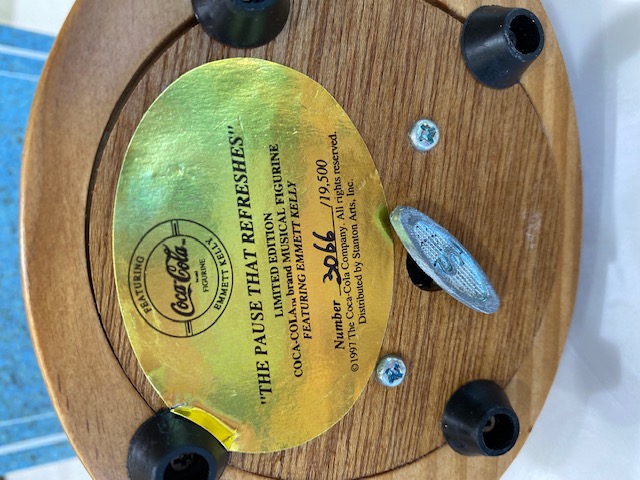 FEATURING
Coca-Cola
FIGURINE
EMMETT KELLY
"THE PAUSE THAT REFRESHES"
LIMITED EDITION
COCA-COLA™ brand MUSICAL FIGURINE
FEATURING EMMETT KELLY
Number 3066 /19,500
©1997 The Coca-Cola Company. All rights reserved.
Distributed by Stanton Arts, Inc.